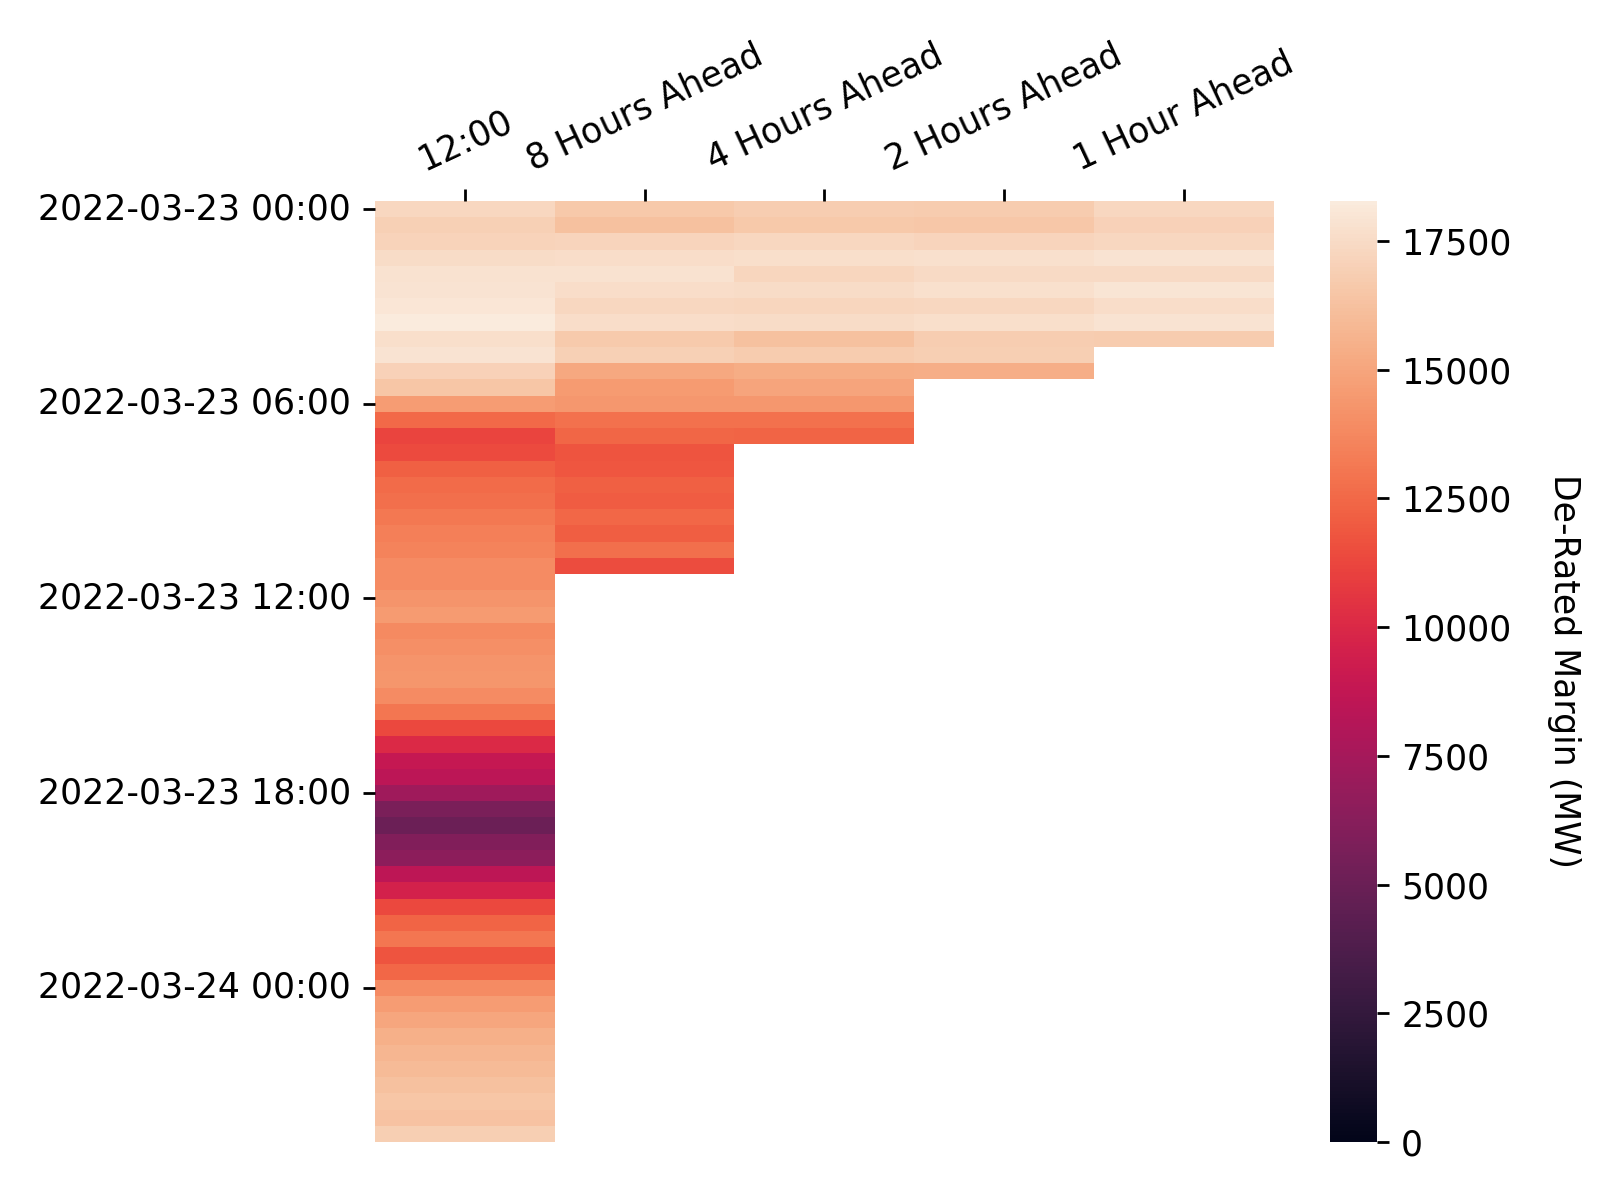 12:00
8 Hours Ahead
4 Hours Ahead
2 Hours Ahead
1 Hour Ahead
2022-03-23 00:00
2022-03-23 06:00
2022-03-23 12:00
2022-03-23 18:00
2022-03-24 00:00
17500
15000
12500
10000
7500
5000
2500
0
De-Rated Margin (MW)